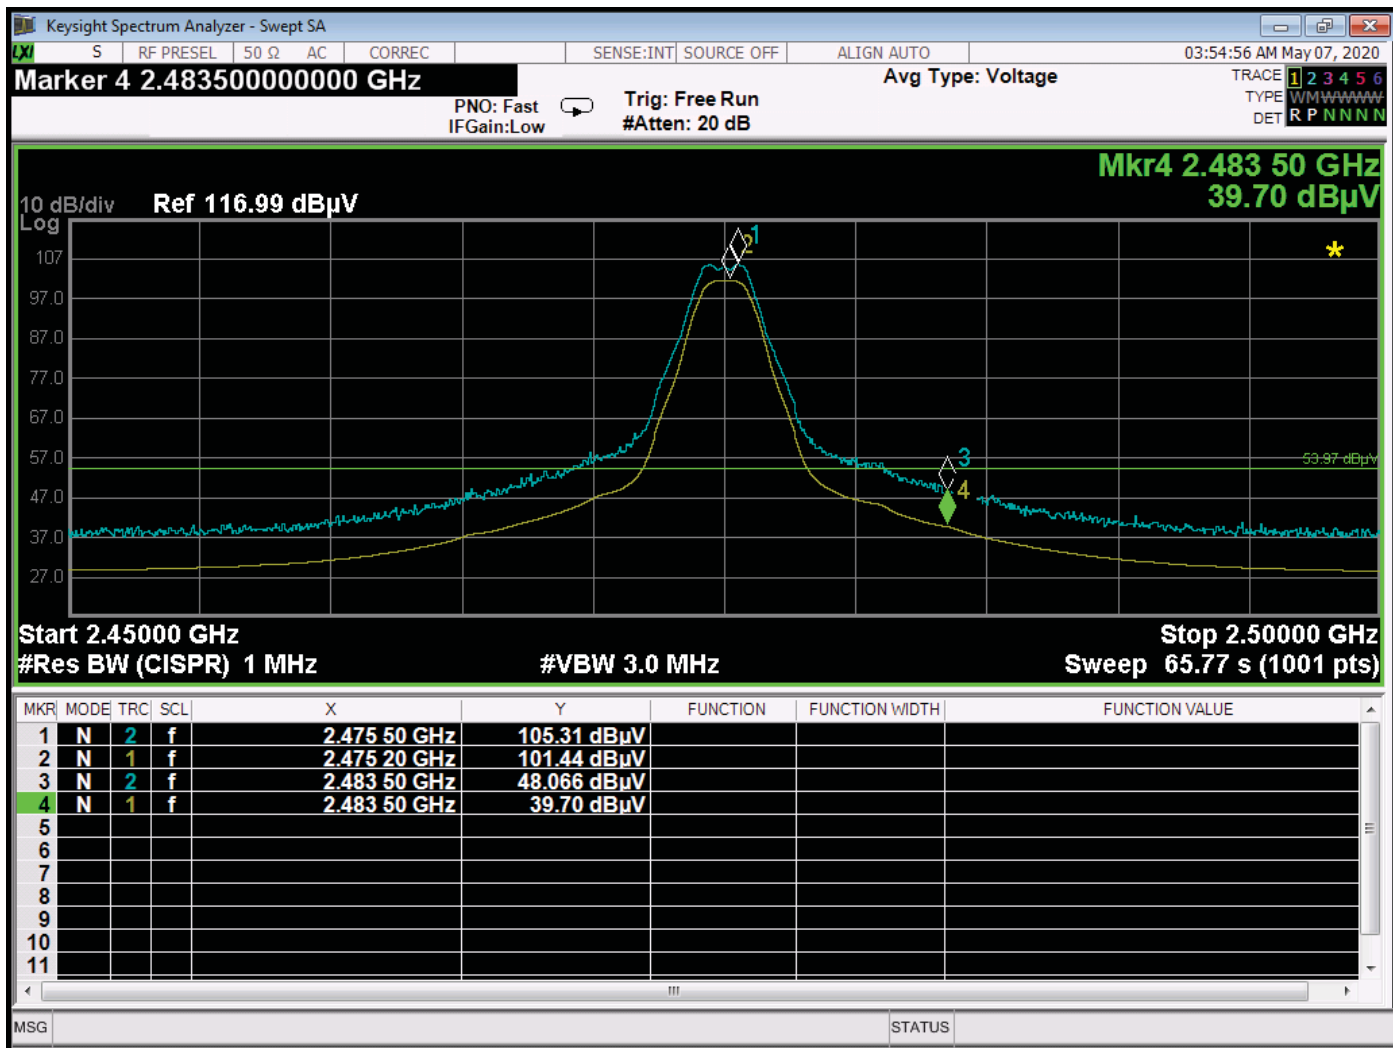 Keysight Spectrum Analyzer - Swept SA
LXI S RF PRESEL 50 Ω AC CORREC SENSE:INT SOURCE OFF ALIGN AUTO 03:54:56 AM May 07, 2020
Marker 4 2.483500000000 GHz
PNO: Fast
IFGain:Low
Trig: Free Run
#Atten: 20 dB
Avg Type: Voltage
TRACE 1 2 3 4 5 6
TYPE WMWWWW
DET R P N N N N
Mkr4 2.483 50 GHz
39.70 dBµV
10 dB/div Ref 116.99 dBµV
Log
107
97.0
87.0
77.0
67.0
57.0
47.0
37.0
27.0
1
2
*
3
4
53.97 dBµV
Start 2.45000 GHz Stop 2.50000 GHz
#Res BW (CISPR) 1 MHz #VBW 3.0 MHz Sweep 65.77 s (1001 pts)
MKR MODE TRC SCL X Y FUNCTION FUNCTION WIDTH FUNCTION VALUE
1 N 2 f 2.475 50 GHz 105.31 dBµV
2 N 1 f 2.475 20 GHz 101.44 dBµV
3 N 2 f 2.483 50 GHz 48.066 dBµV
4 N 1 f 2.483 50 GHz 39.70 dBµV
5
6
7
8
9
10
11
MSG STATUS